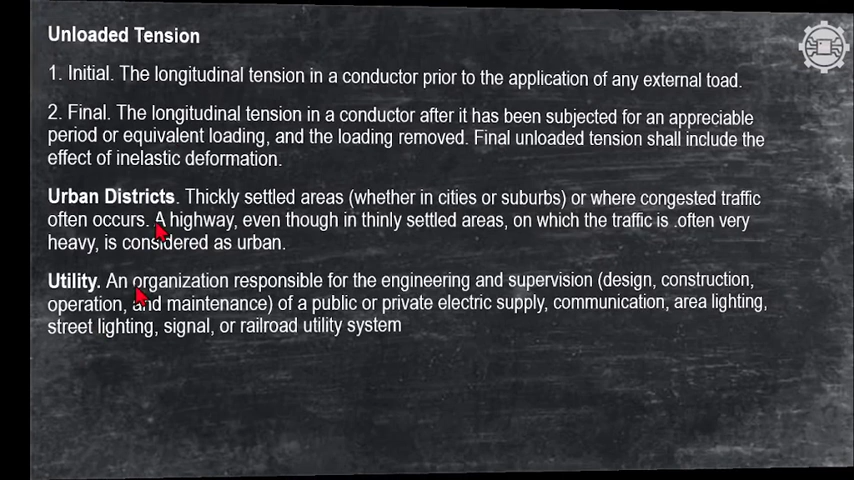 Unloaded Tension
1. Initial. The longitudinal tension in a conductor prior to the application of any external toad.
2. Final. The longitudinal tension in a conductor after it has been subjected for an appreciable
period or equivalent loading, and the loading removed. Final unloaded tension shall include the
effect of inelastic deformation.
Urban Districts. Thickly settled areas (whether in cities or suburbs) or where congested traffic
often occurs. A highway, even though in thinly settled areas, on which the traffic is .often very
heavy, is considered as urban.
Utility. An organization responsible for the engineering and supervision (design, construction,
operation, and maintenance) of a public or private electric supply, communication, area lighting,
street lighting, signal, or railroad utility system